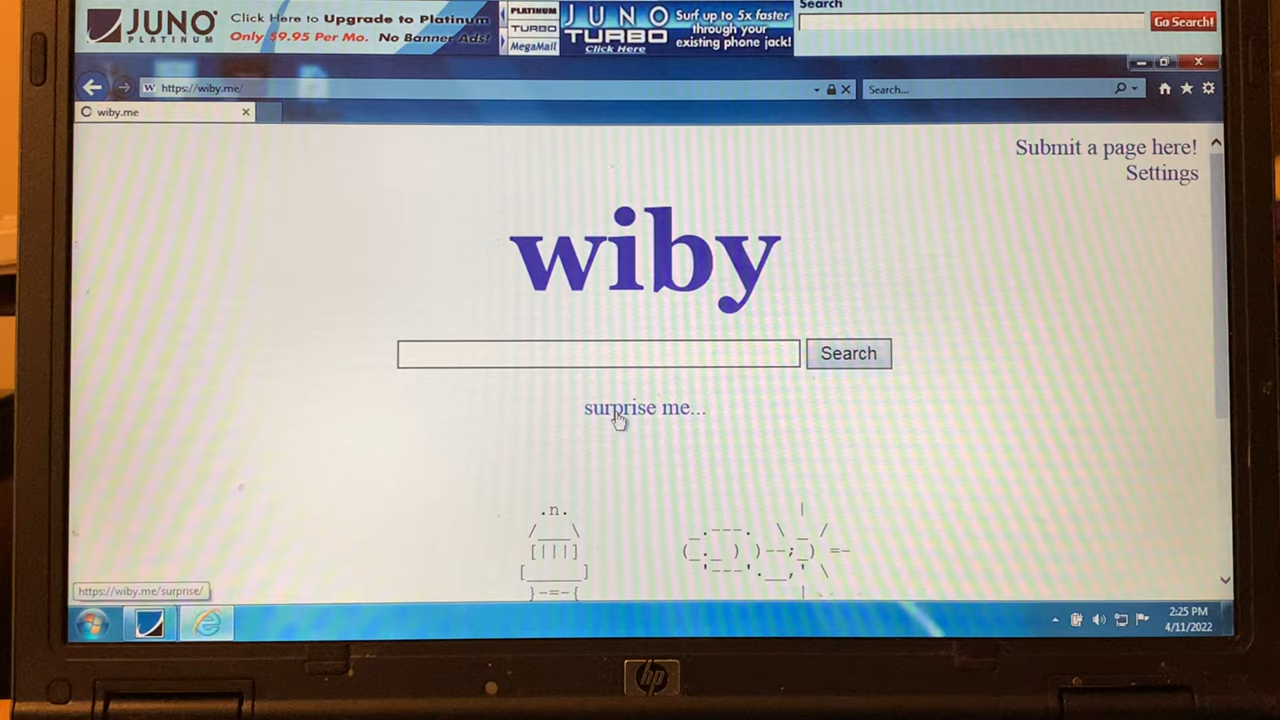 JUNO
PLATINUM
Click Here to Upgrade to Platinum
Only $9.95 Per Mo. No Banner Ads!
PLATINUM
TURBO
MegaMail
JUNO
TURBO
Click Here
Surf up to 5x faster
through your
existing phone jack!
Search
Go Search!
W https://wiby.me/
Search...
wiby.me
Submit a page here!
Settings
wiby
Search
surprise me...
.n.
/___\
[|||]
[_____]
}-=-{
https://wiby.me/surprise/
2:25 PM
4/11/2022
hp